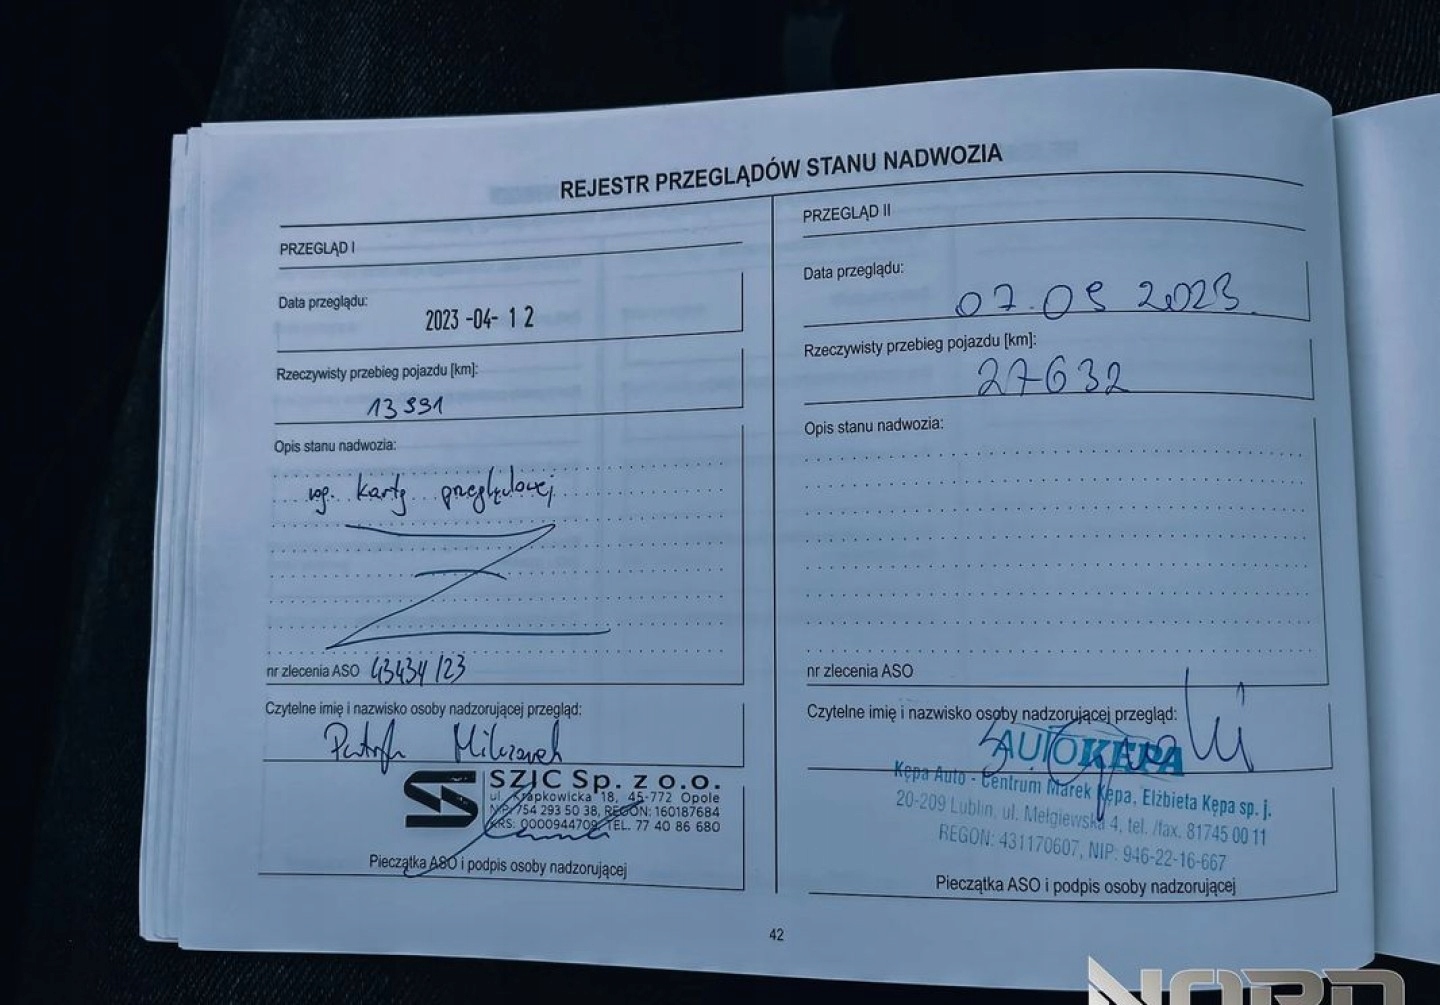 REJESTR PRZEGLĄDÓW STANU NADWOZIA
PRZEGLĄD I
Data przeglądu:
2023 -04- 12
Rzeczywisty przebieg pojazdu [km]:
13991
Opis stanu nadwozia:
wg. karty przeglądowej
nr zlecenia ASO 43434/23
Czytelne imię i nazwisko osoby nadzorującej przegląd:
SZIC Sp. z o.o.
ul. Krapkowicka 18, 45-772 Opole
NIP: 754 293 50 38, REGON: 160187684
KRS: 0000944709, TEL. 77 40 86 680
Pieczątka ASO i podpis osoby nadzorującej
PRZEGLĄD II
Data przeglądu:
07.09 2023.
Rzeczywisty przebieg pojazdu [km]:
27632
Opis stanu nadwozia:
nr zlecenia ASO
Czytelne imię i nazwisko osoby nadzorującej przegląd:
AUTOKĘPA
Kępa Auto - Centrum Marek Kępa, Elżbieta Kępa sp. j.
20-209 Lublin, ul. Mełgiewska 4, tel. /fax. 81745 00 11
REGON: 431170607, NIP: 946-22-16-667
Pieczątka ASO i podpis osoby nadzorującej
42
NORD